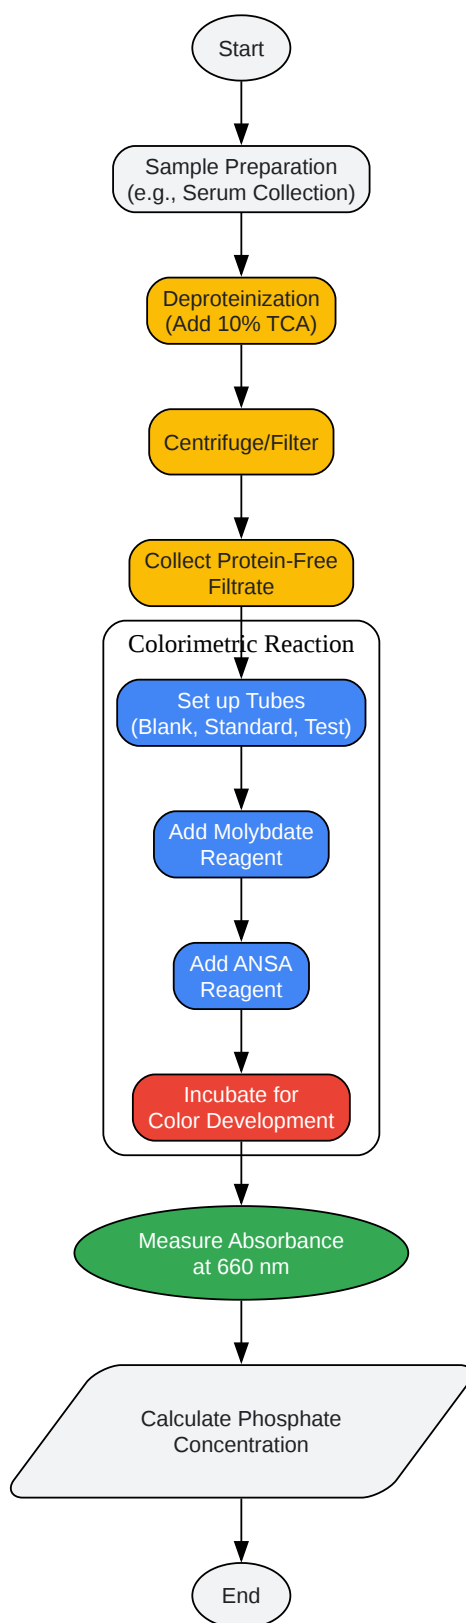 Start
Sample Preparation
(e.g., Serum Collection)
Deproteinization
(Add 10% TCA)
Centrifuge/Filter
Collect Protein-Free
Filtrate
Colorimetric Reaction
Set up Tubes
(Blank, Standard, Test)
Add Molybdate
Reagent
Add ANSA
Reagent
Incubate for
Color Development
Measure Absorbance
at 660 nm
Calculate Phosphate
Concentration
End